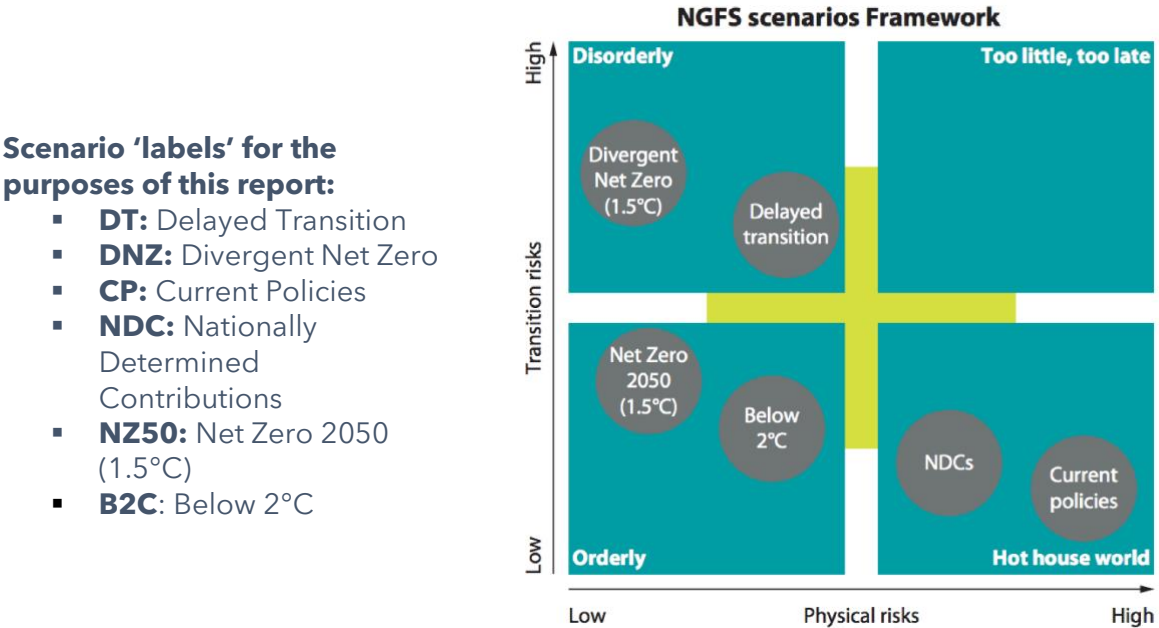 Scenario ‘labels’ for the
purposes of this report:
▪ DT: Delayed Transition
▪ DNZ: Divergent Net Zero
▪ CP: Current Policies
▪ NDC: Nationally
Determined
Contributions
▪ NZ50: Net Zero 2050
(1.5°C)
▪ B2C: Below 2°C
NGFS scenarios Framework
High
Transition risks
Low
Disorderly
Divergent
Net Zero
(1.5°C)
Delayed
transition
Too little, too late
Net Zero
2050
(1.5°C)
Below
2°C
Orderly
NDCs
Current
policies
Hot house world
Low
Physical risks
High